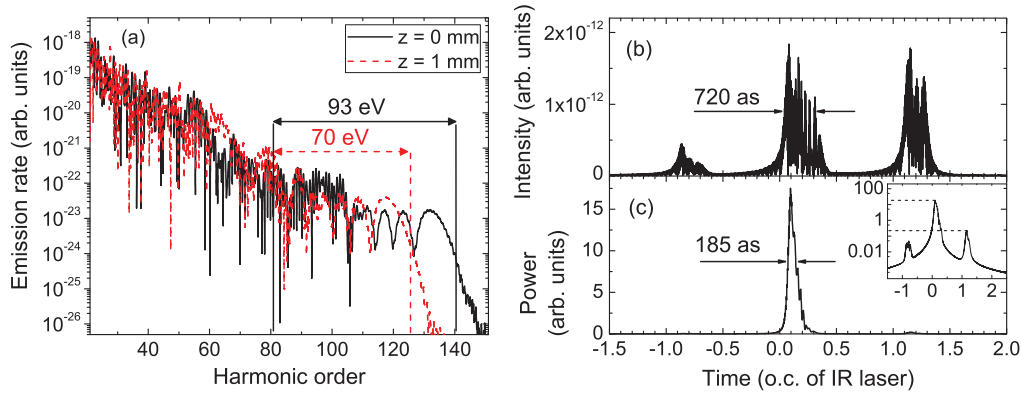 (a)
z = 0 mm
z = 1 mm
93 eV
70 eV
Emission rate (arb. units)
10⁻¹⁸
10⁻¹⁹
10⁻²⁰
10⁻²¹
10⁻²²
10⁻²³
10⁻²⁴
10⁻²⁵
10⁻²⁶
40 60 80 100 120 140
Harmonic order
(b)
720 as
Intensity (arb. units)
2x10⁻¹²
1x10⁻¹²
0
(c)
185 as
Power
(arb. units)
15
10
5
0
100
1
0.01
-1 0 1 2
-1.5 -1.0 -0.5 0.0 0.5 1.0 1.5 2.0
Time (o.c. of IR laser)